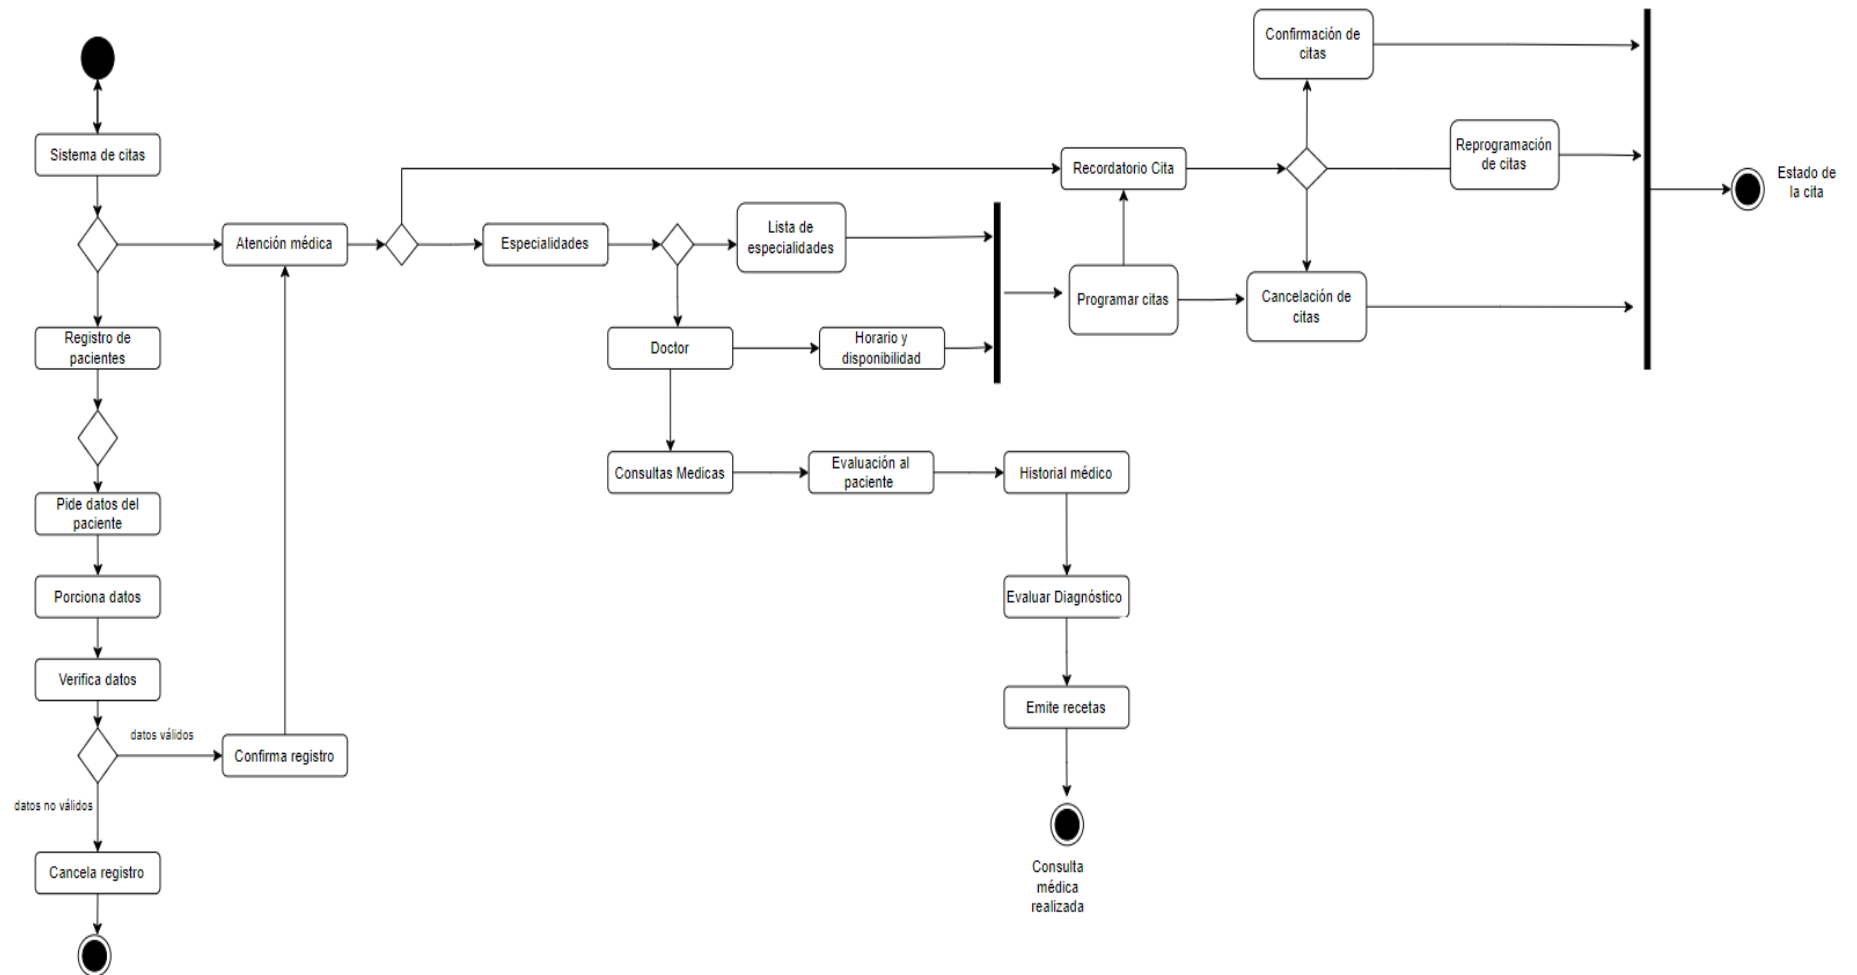 Confirmación de
citas
Sistema de citas
Recordatorio Cita
Reprogramación
de citas
Estado de
la cita
Atención médica
Especialidades
Lista de
especialidades
Programar citas
Cancelación de
citas
Registro de
pacientes
Doctor
Horario y
disponibilidad
Consultas Medicas
Evaluación al
paciente
Historial médico
Pide datos del
paciente
Porciona datos
Evaluar Diagnóstico
Verifica datos
Emite recetas
datos válidos
Confirma registro
datos no válidos
Cancela registro
Consulta
médica
realizada